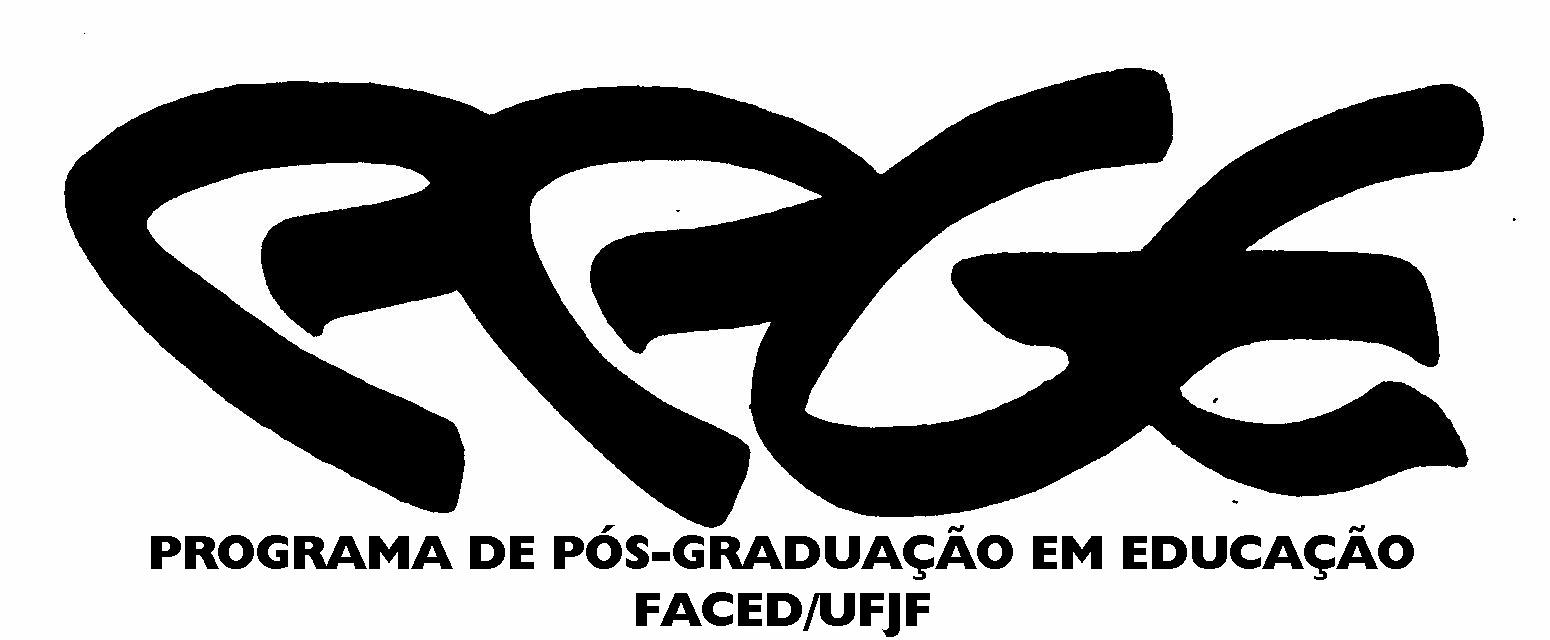 PPGE
PROGRAMA DE PÓS-GRADUAÇÃO EM EDUCAÇÃO
FACED/UFJF